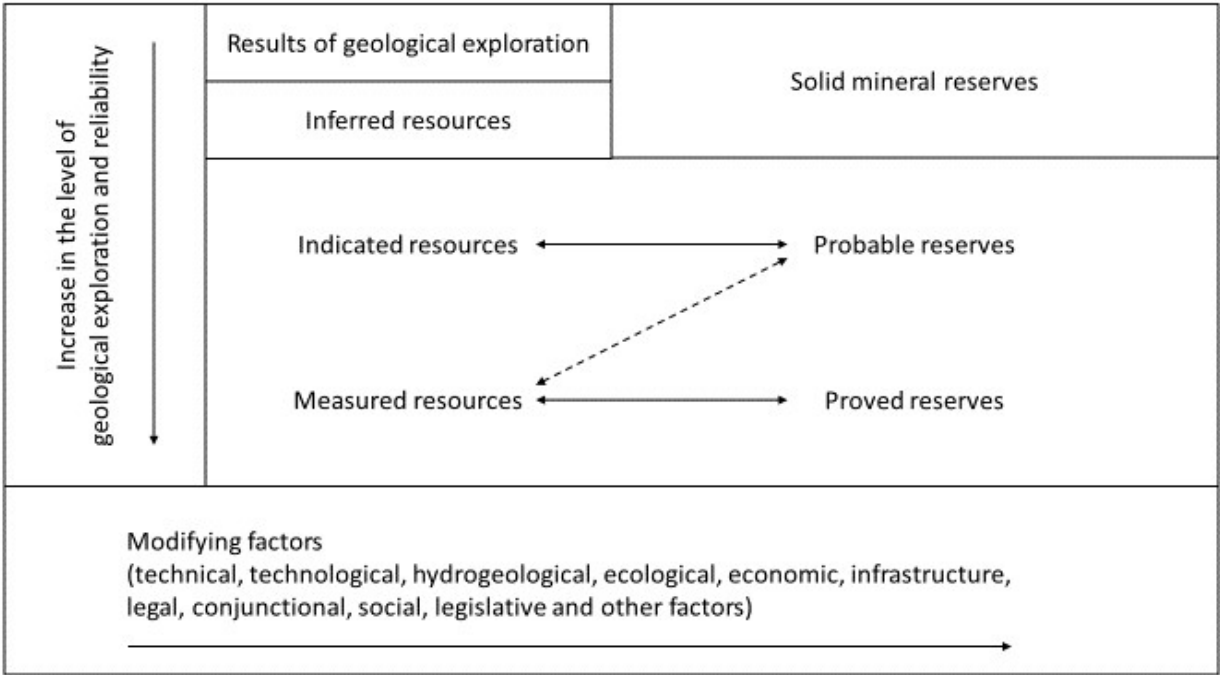 Increase in the level of
geological exploration and reliability
Results of geological exploration
Inferred resources
Solid mineral reserves
Indicated resources
Probable reserves
Measured resources
Proved reserves
Modifying factors
(technical, technological, hydrogeological, ecological, economic, infrastructure,
legal, conjunctional, social, legislative and other factors)